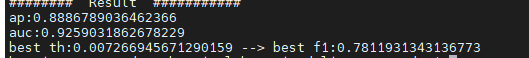 ########  Result  ###########
ap:0.8886789036462366
auc:0.9259031862678229
best th:0.007266945671290159 --> best f1:0.7811931343136773